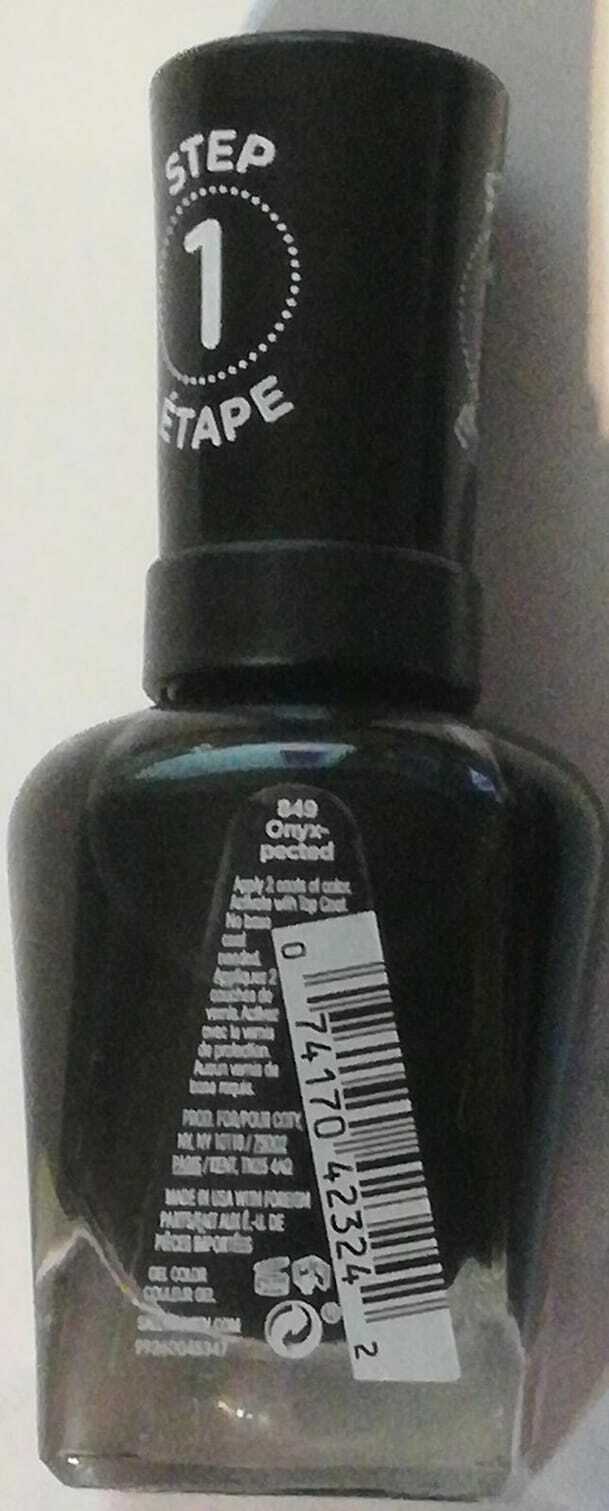 STEP
1
ÉTAPE
849
Onyx-
pected
Apply 2 coats of color.
Activate with Top Coat.
No base
coat
needed.
Appliquez 2
couches de
vernis. Activez
avec le vernis
de protection.
Aucun vernis de
base requis.
PROD. FOR/POUR COTY,
NY, NY 10118 / 75002
PARIS / KENT, TN25 4AQ
MADE IN USA WITH FOREIGN
PARTS/FAIT AUX É.-U. DE
PIÈCES IMPORTÉES
GEL COLOR
COULEUR GEL
99260048347
0 74170 42324 2